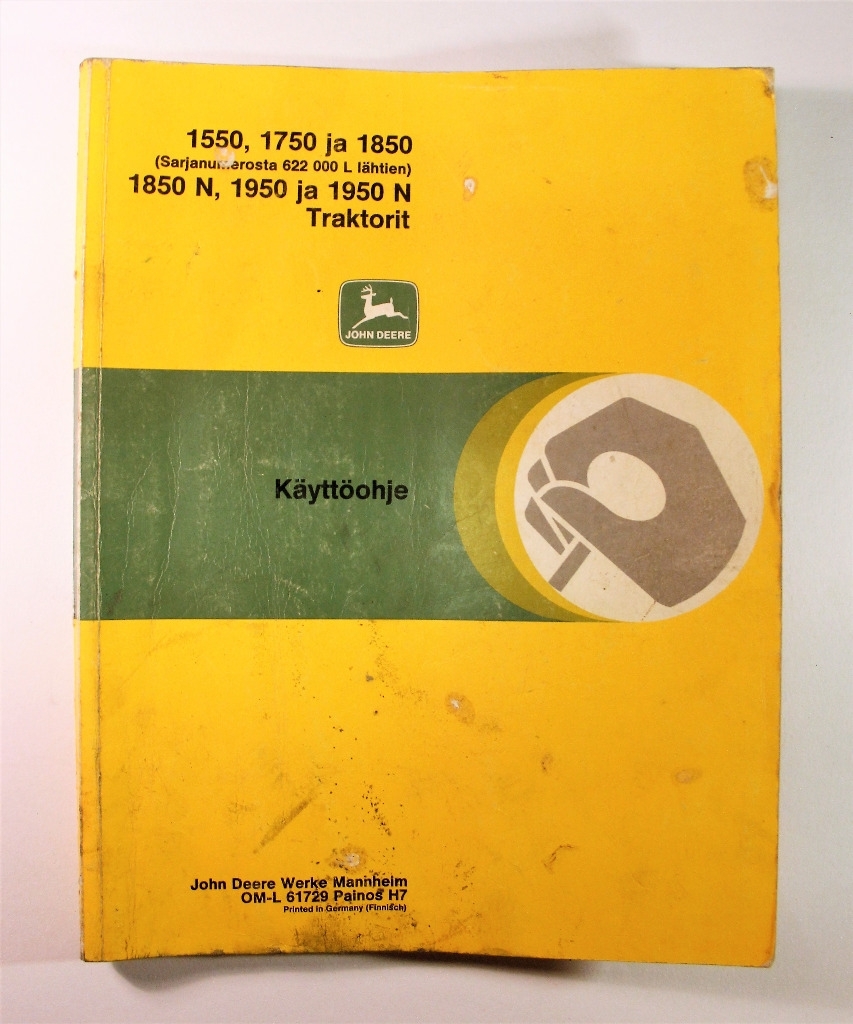 1550, 1750 ja 1850
(Sarjanumerosta 622 000 L lähtien)
1850 N, 1950 ja 1950 N
Traktorit
JOHN DEERE
Käyttöohje
John Deere Werke Mannheim
OM-L 61729 Painos H7
Printed in Germany (Finnisch)